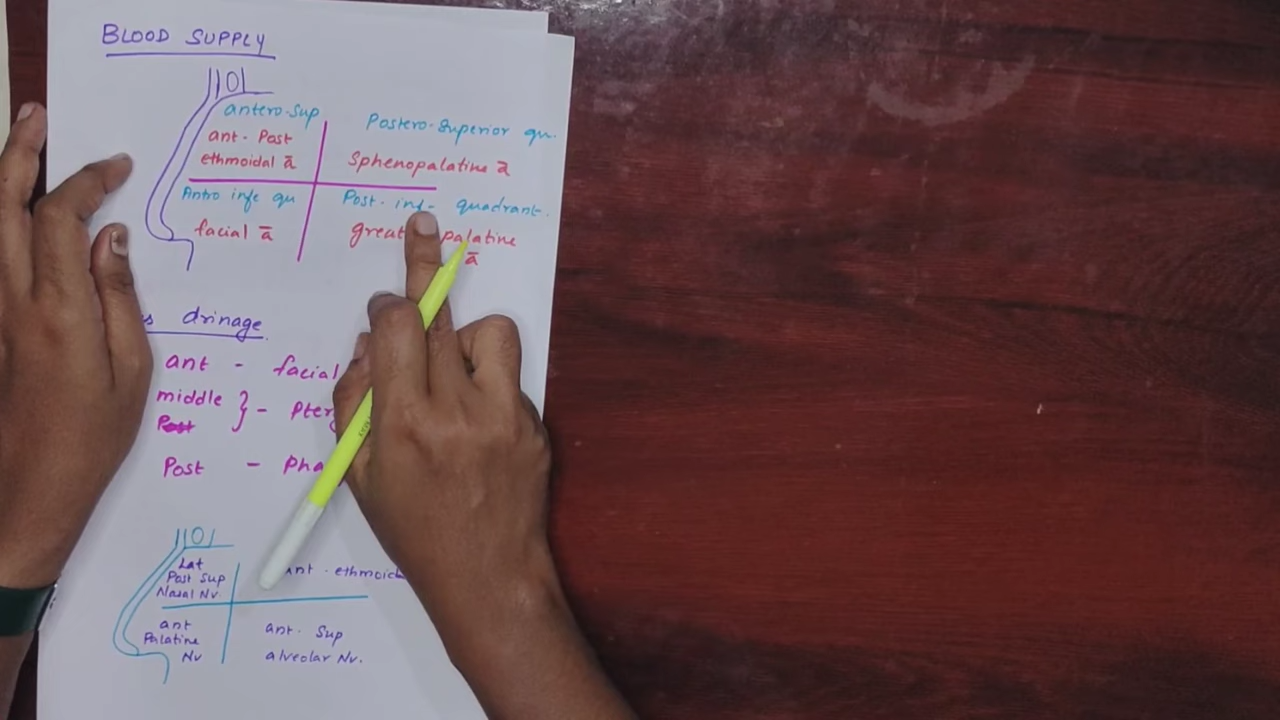 BLOOD SUPPLY
antero-sup
ant - Post
ethmoidal a̅
Postero-Superior qu.
Sphenopalatine a̅
Antro infe qu
facial a̅
Post - inf - quadrant.
great palatine
a̅
drinage
ant - facial
middle
} - Pter
Post - Pha
Lat
Post Sup
Nasal Nv.
ant - ethmoid
ant
Palatine
Nv
ant - Sup
alveolar Nv.